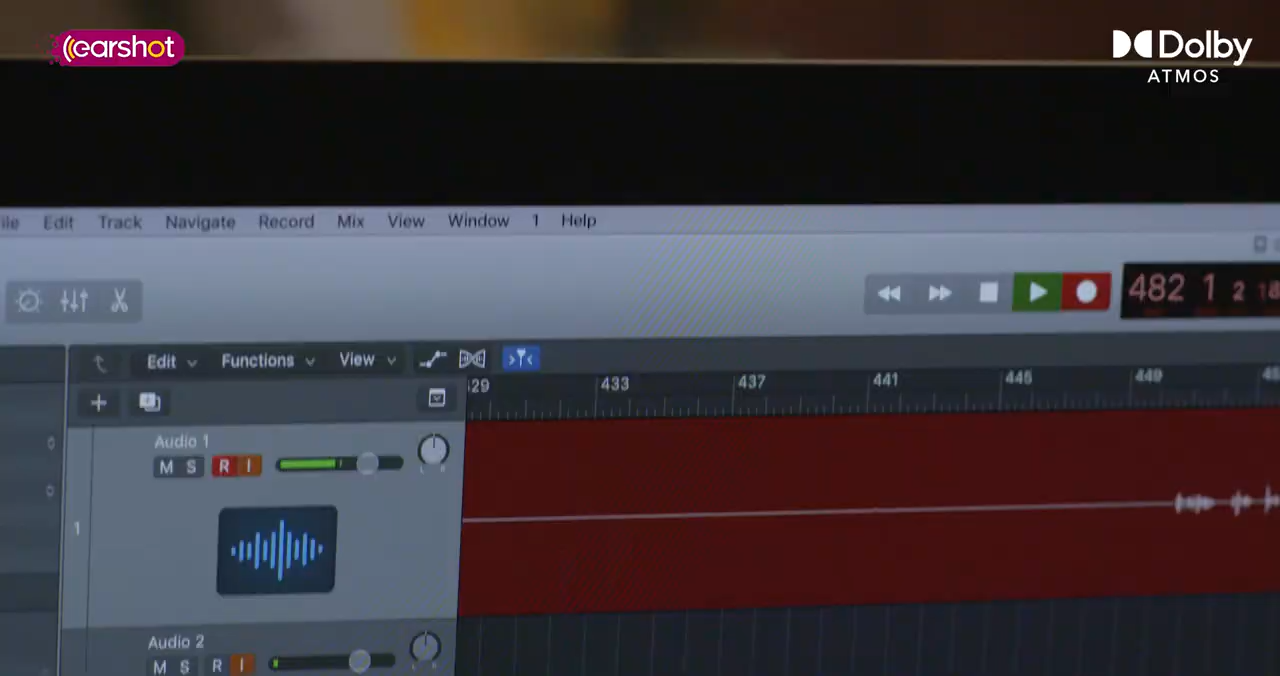 earshot
Dolby
ATMOS
Edit Track Navigate Record Mix View Window 1 Help
482 1 2
Edit Functions View
433 437 441 445 449
Audio 1
M S R I
L R
1
Audio 2
M S R I